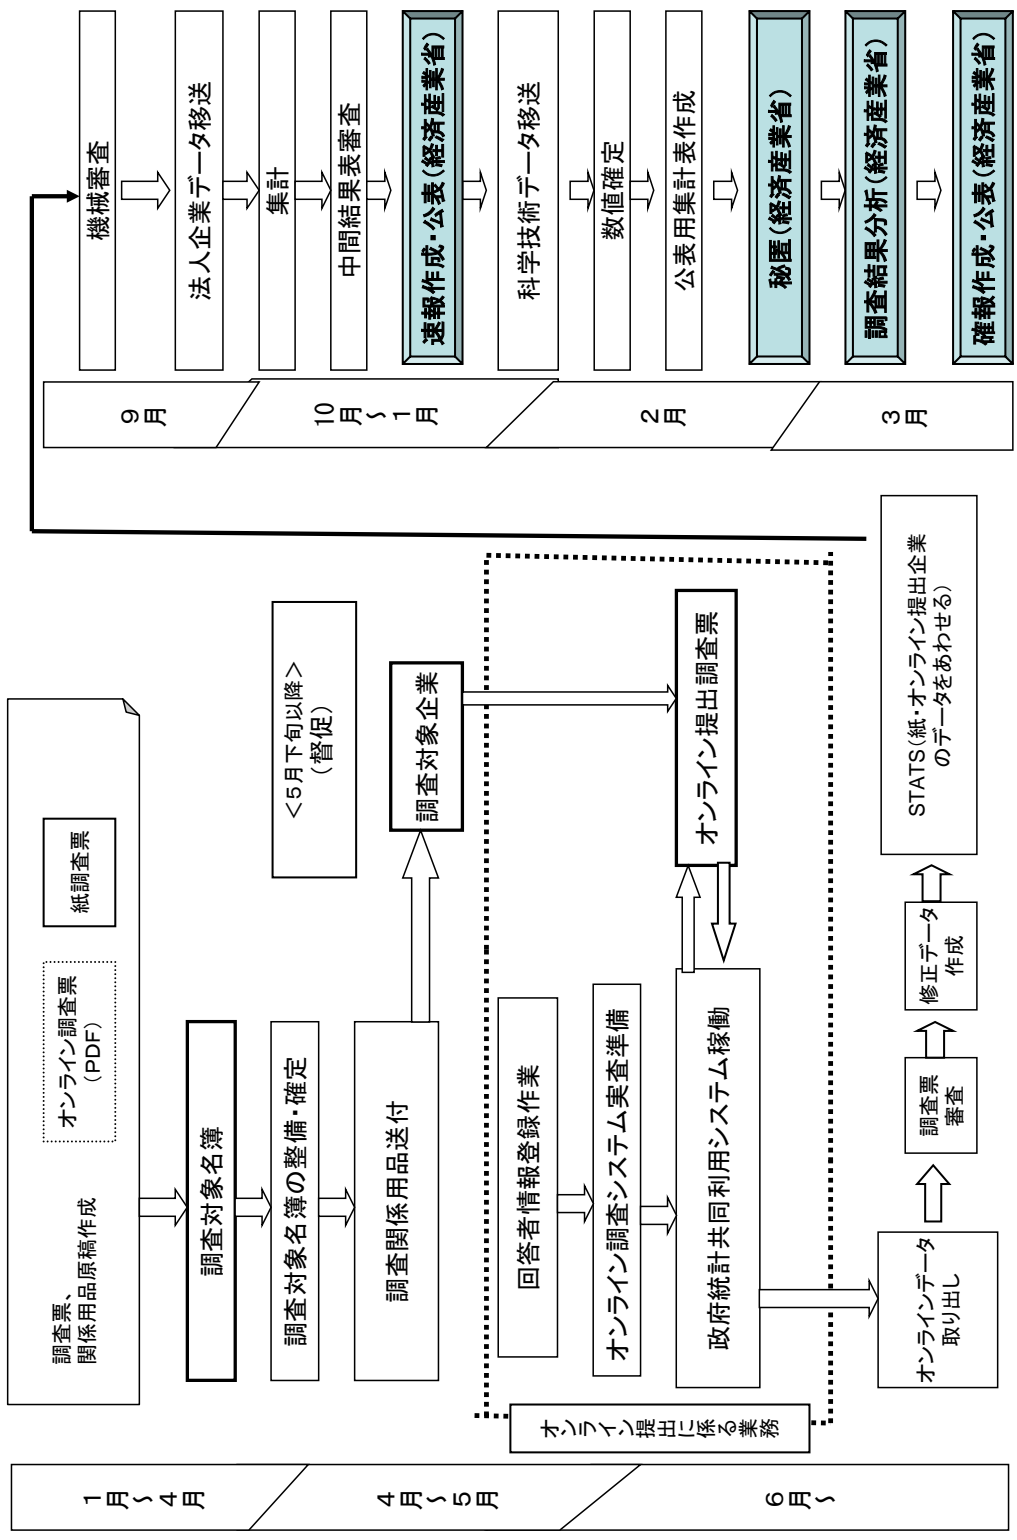 1月～4月
調査票、
関係用品原稿作成
オンライン調査票
(PDF)
紙調査票
調査対象名簿
調査対象名簿の整備・確定
調査関係用品送付
＜5月下旬以降＞
(督促)
調査対象企業
4月～5月
オンライン提出に係る業務
回答者情報登録作業
オンライン調査システム実査準備
政府統計共同利用システム稼働
オンライン提出調査票
6月～
オンラインデータ
取り出し
調査票
審査
修正データ
作成
STATS(紙・オンライン提出企業
のデータをあわせる)
9月
機械審査
法人企業データ移送
10月～1月
集計
中間結果表審査
速報作成・公表(経済産業省)
科学技術データ移送
2月
数値確定
公表用集計表作成
秘匿(経済産業省)
3月
調査結果分析(経済産業省)
確報作成・公表(経済産業省)